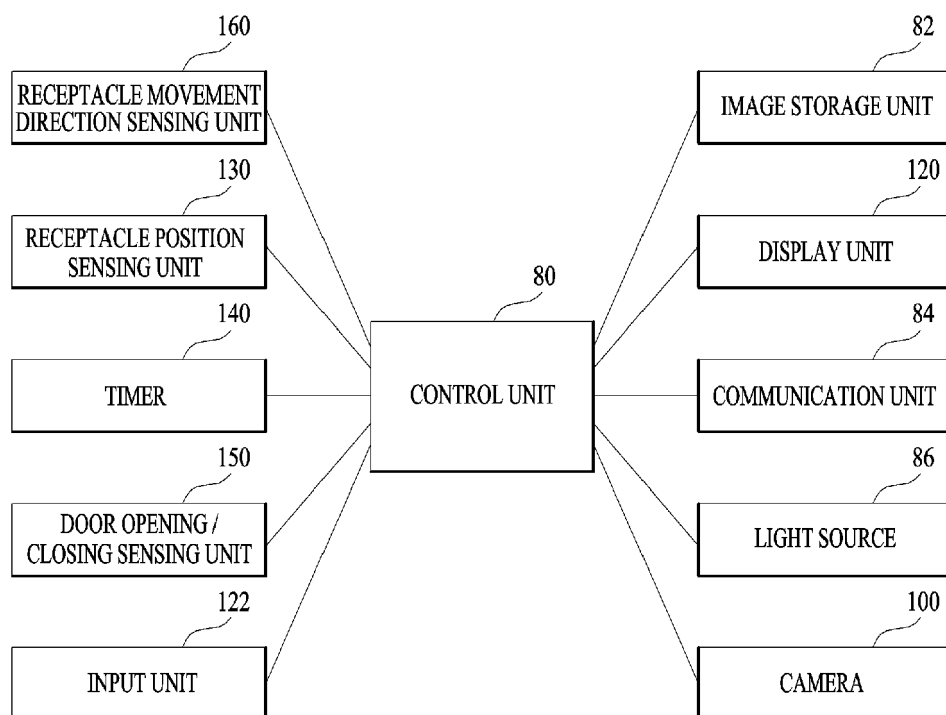 160
RECEPTACLE MOVEMENT
DIRECTION SENSING UNIT
130
RECEPTACLE POSITION
SENSING UNIT
140
TIMER
150
DOOR OPENING /
CLOSING SENSING UNIT
122
INPUT UNIT
80
CONTROL UNIT
82
IMAGE STORAGE UNIT
120
DISPLAY UNIT
84
COMMUNICATION UNIT
86
LIGHT SOURCE
100
CAMERA